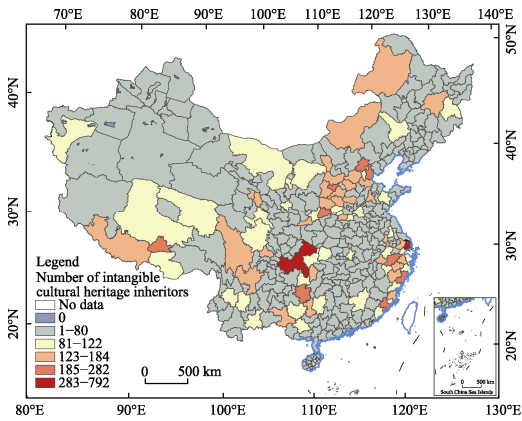 70°E 80°E 90°E 100°E 110°E 120°E 130°E 140°E
50°N
40°N
40°N
30°N
30°N
20°N
20°N
Legend
Number of intangible
cultural heritage inheritors
No data
0
1–80
81–122
123–184
185–282
283–792
0 500 km
0 500 km
South China Sea Islands
80°E 90°E 100°E 110°E 120°E 130°E